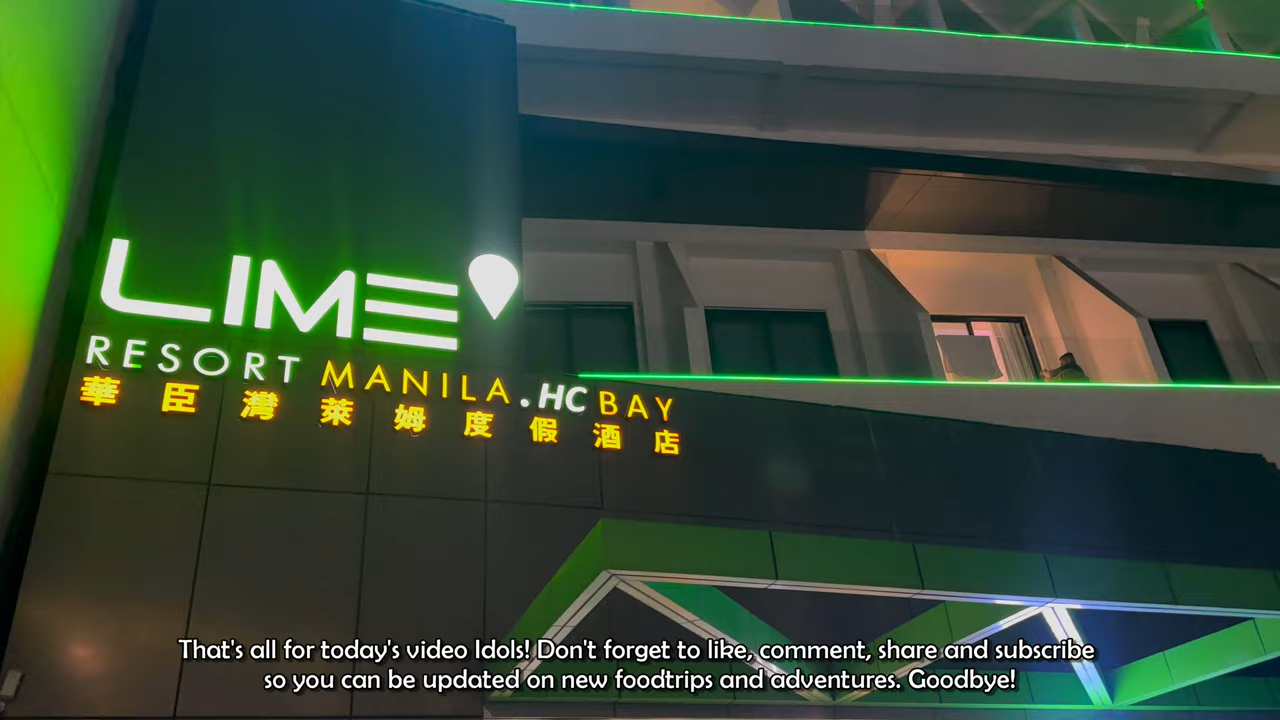 LIME
RESORT MANILA.HC BAY
華臣灣萊姆度假酒店
That's all for today's video Idols! Don't forget to like, comment, share and subscribe
so you can be updated on new foodtrips and adventures. Goodbye!